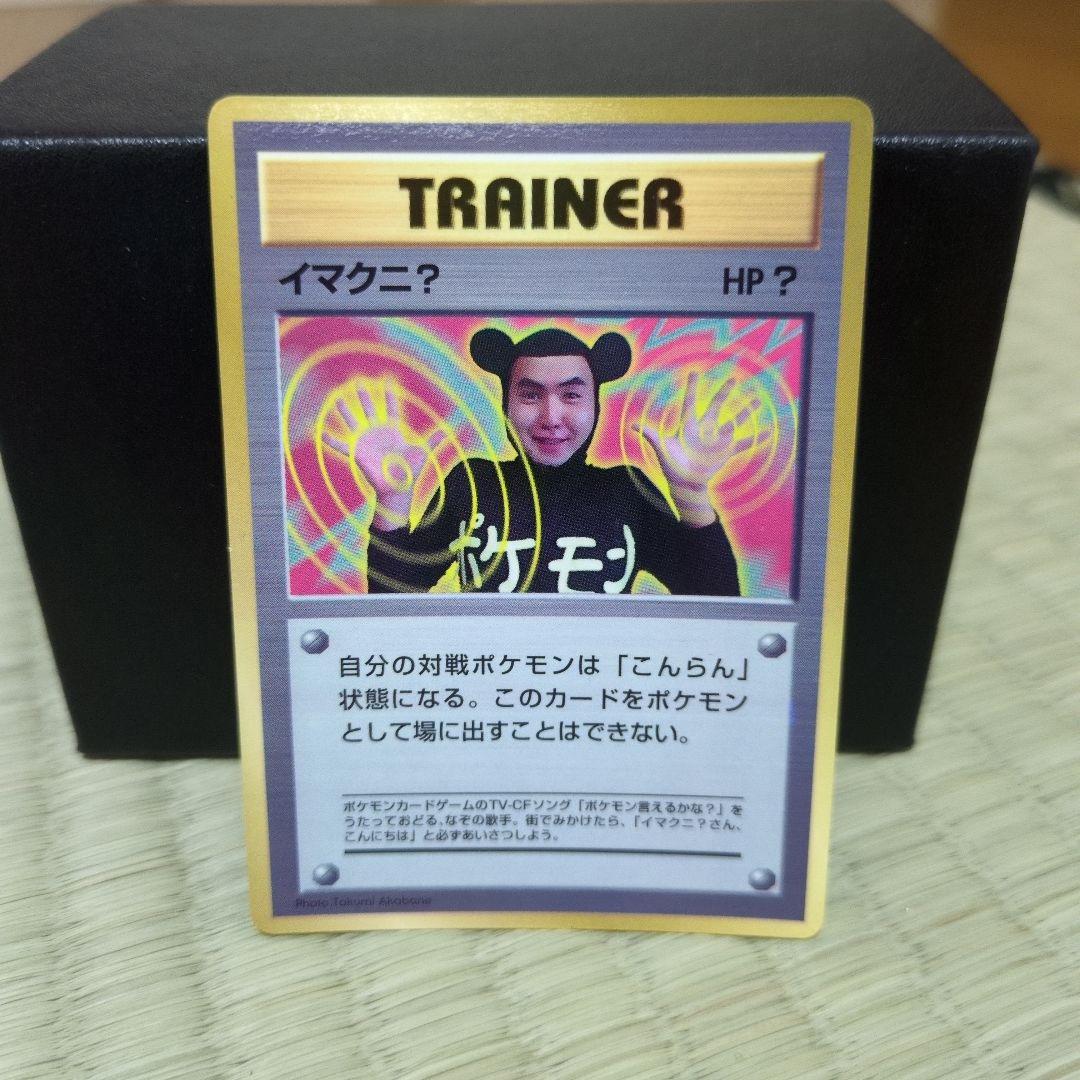 TRAINER
イマクニ? HP ?
ポケモン
自分の対戦ポケモンは「こんらん」
状態になる。このカードをポケモン
として場に出すことはできない。
ポケモンカードゲームのTV-CFソング「ポケモン言えるかな?」を
うたっておどる、なぞの歌手。街でみかけたら、「イマクニ?さん、
こんにちは」と必ずあいさつしよう。
Photo.Takumi Akabane